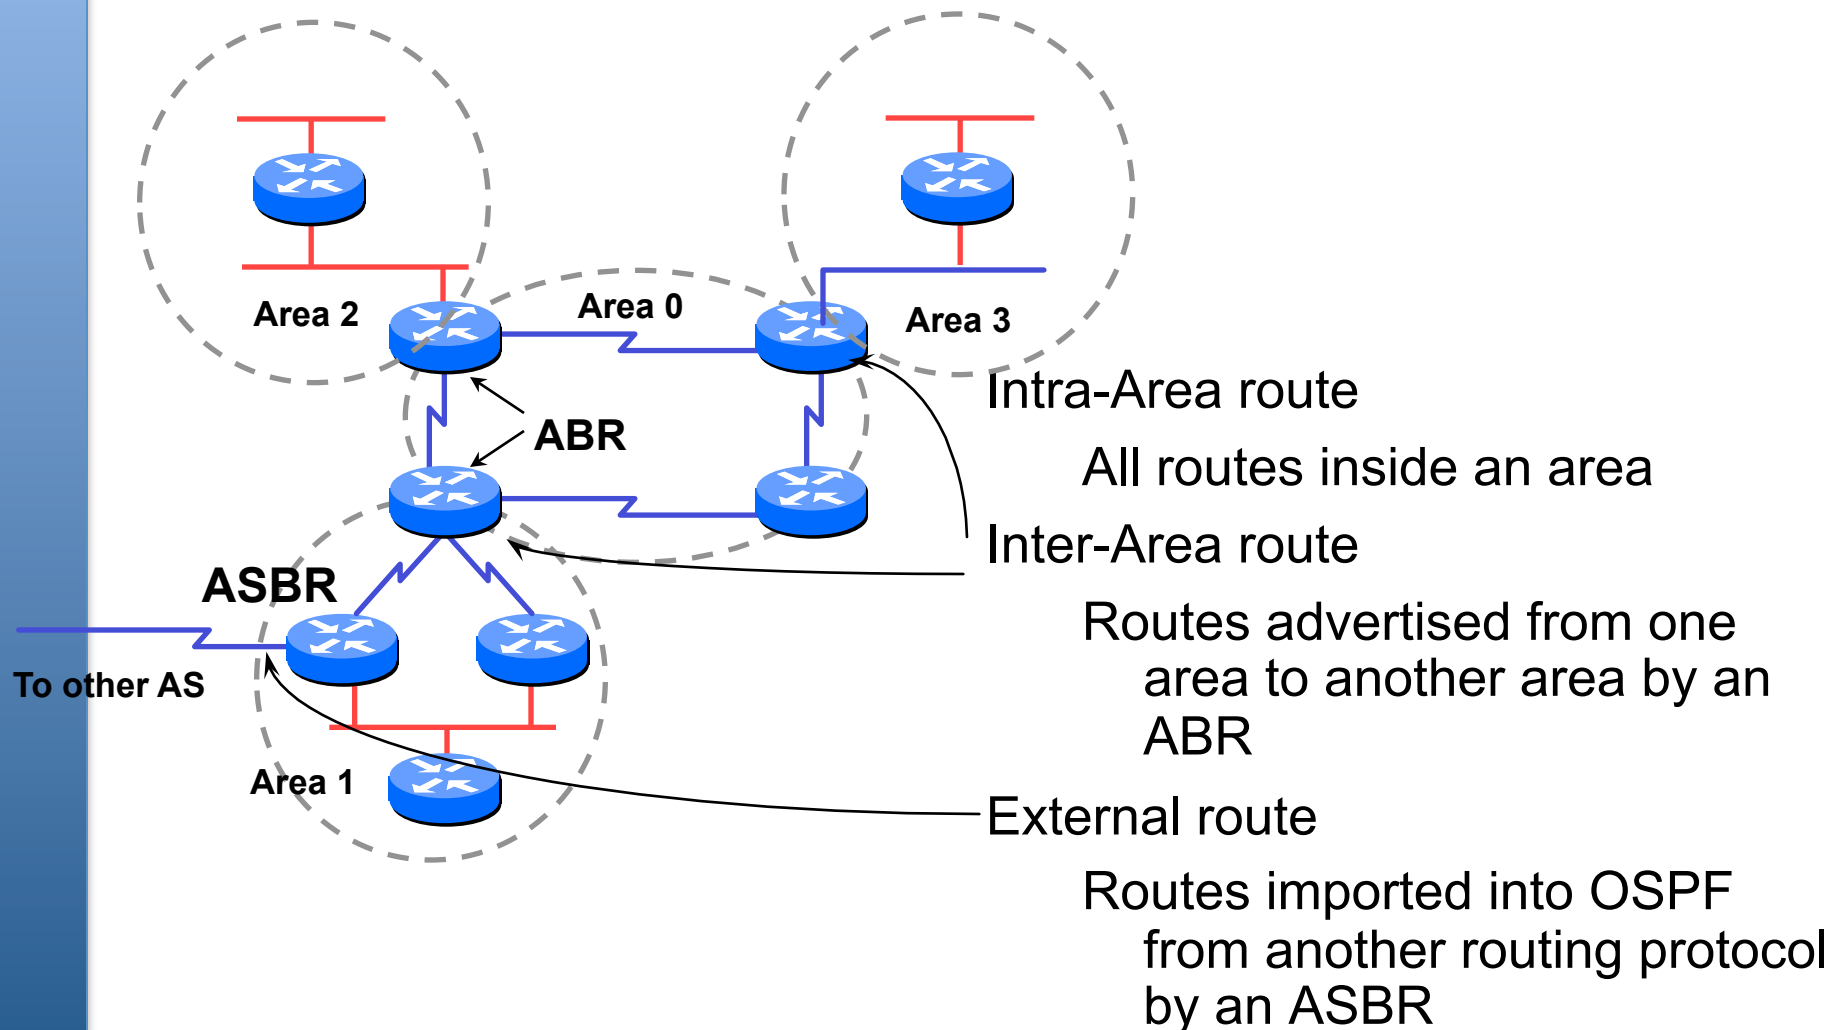 Area 2
Area 0
Area 3
ABR
ASBR
To other AS
Area 1
Intra-Area route
All routes inside an area
Inter-Area route
Routes advertised from one
area to another area by an
ABR
External route
Routes imported into OSPF
from another routing protocol
by an ASBR